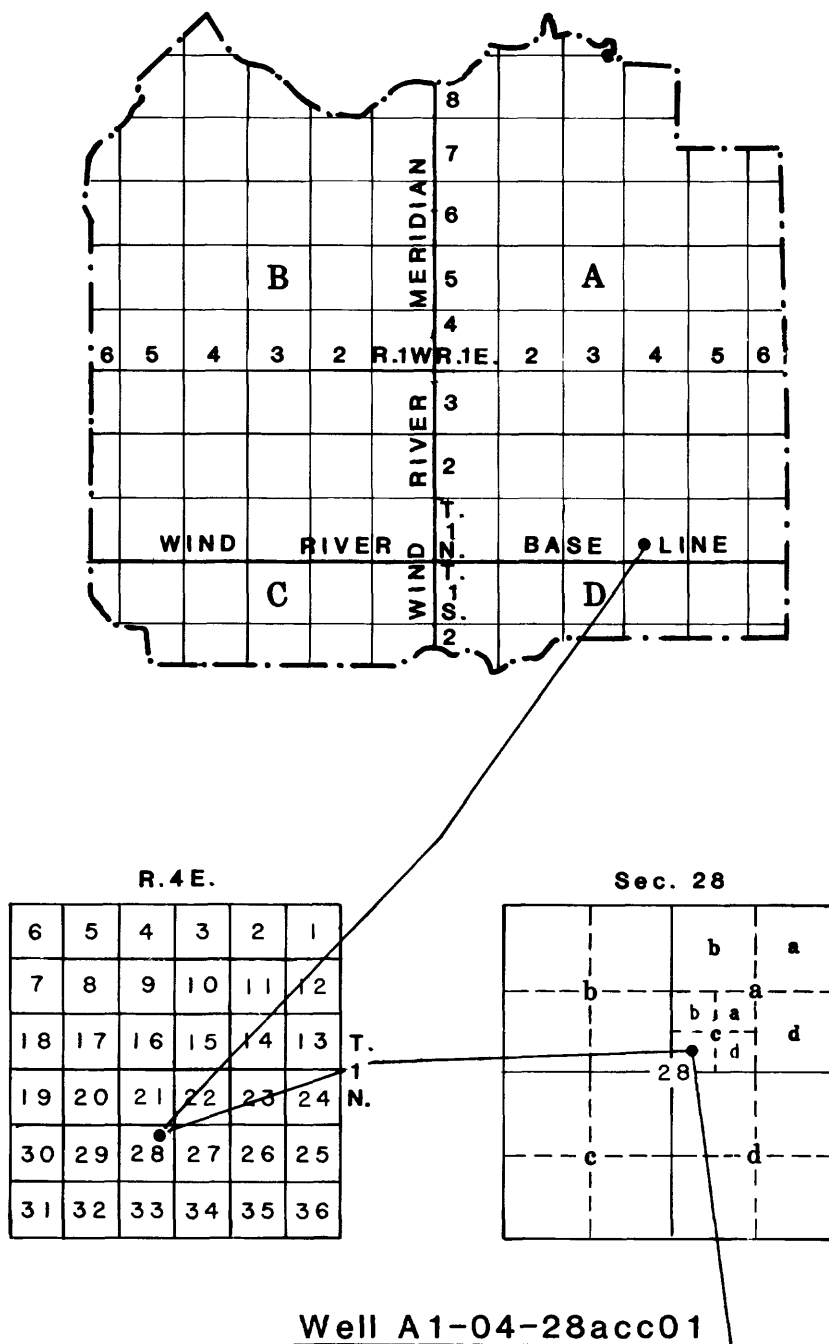 8
7
6
B
5
A
4
6 5 4 3 2 R.1W R.1E. 2 3 4 5 6
3
2
WIND RIVER MERIDIAN
T.
1
N.
WIND RIVER BASE LINE
T.
1
S.
C
D
2
R.4E.
6 5 4 3 2 1
7 8 9 10 11 12
18 17 16 15 14 13
19 20 21 22 23 24
30 29 28 27 26 25
31 32 33 34 35 36
T.
1
N.
Sec. 28
b a
b a
b a
c d
d
28
c d
Well A1-04-28acc01